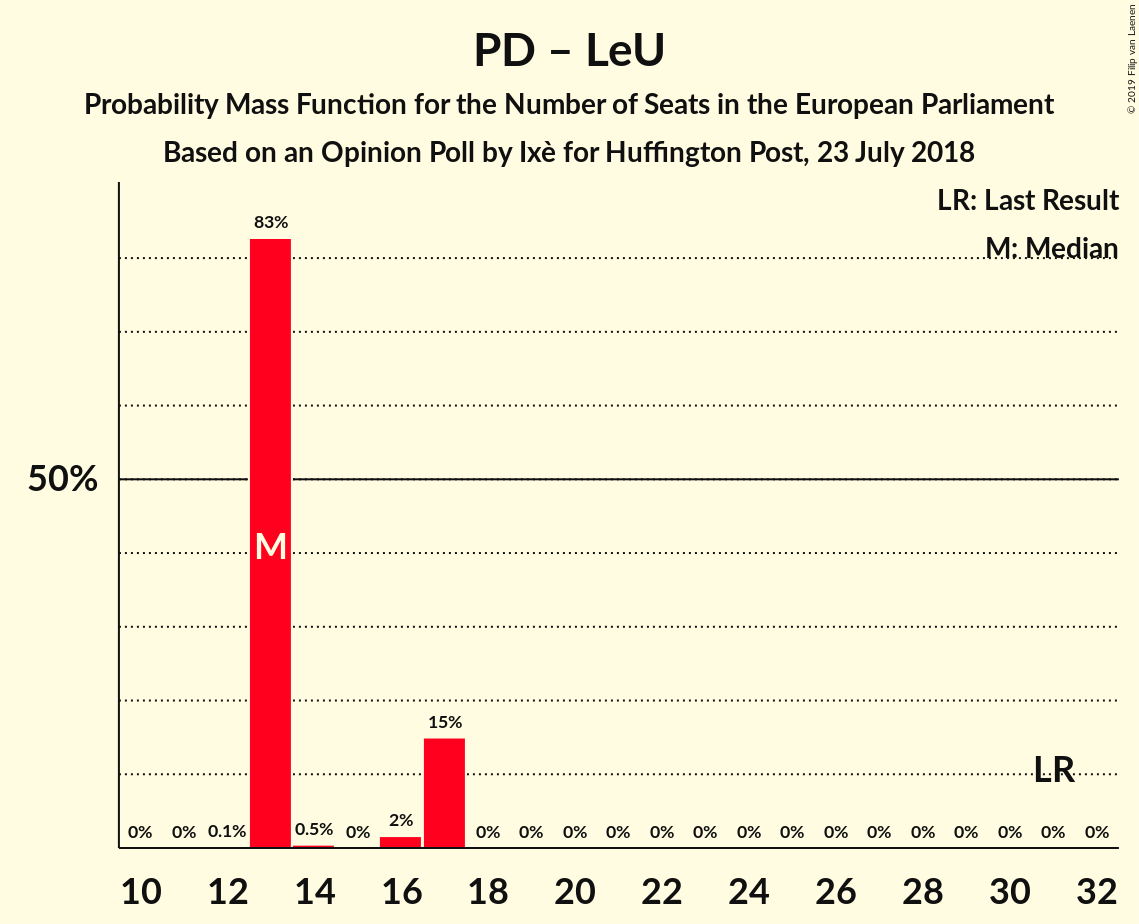 PD – LeU
Probability Mass Function for the Number of Seats in the European Parliament
Based on an Opinion Poll by Ixè for Huffington Post, 23 July 2018
© 2019 Filip van Laenen
LR: Last Result
M: Median
83%
50%
M
15%
LR
0% 0% 0.1% 0.5% 0% 2% 0% 0% 0% 0% 0% 0% 0% 0% 0% 0% 0% 0% 0% 0% 0%
10 12 14 16 18 20 22 24 26 28 30 32